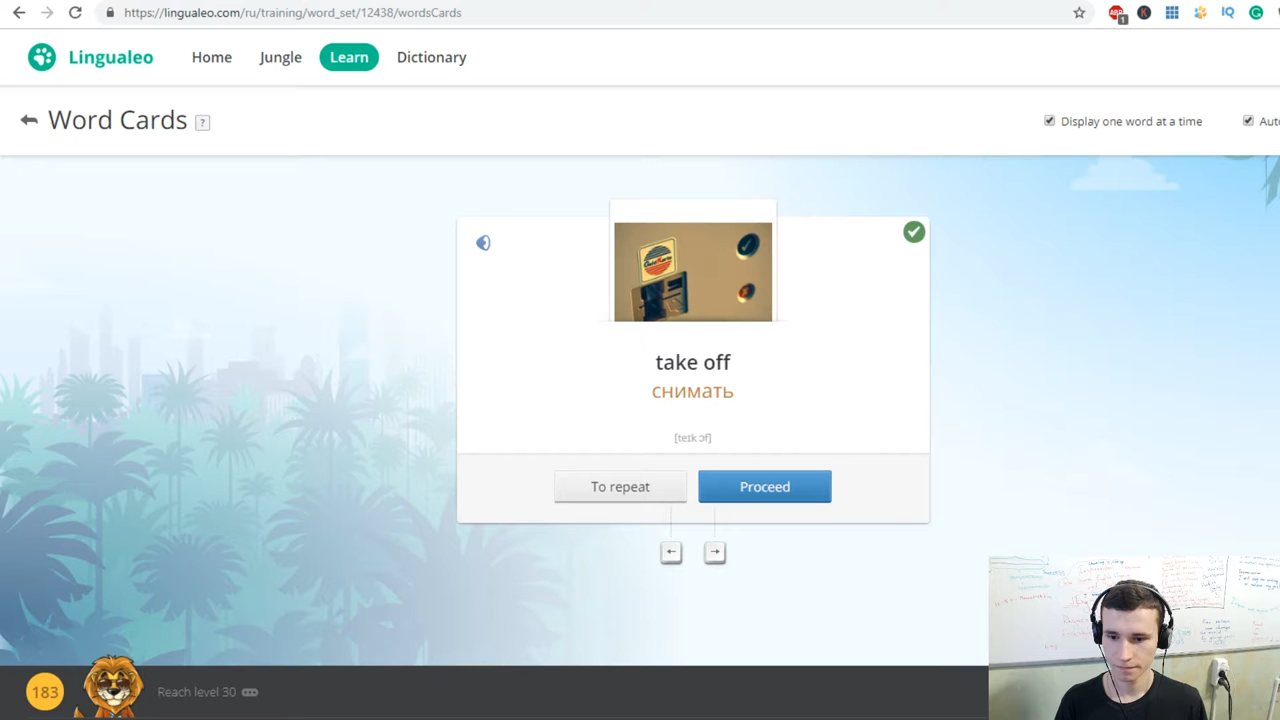 https://lingualeo.com/ru/training/word_set/12438/wordsCards
Lingualeo Home Jungle Learn Dictionary
Word Cards ?
Display one word at a time
take off
снимать
[teɪk ɔf]
To repeat
Proceed
← →
183 Reach level 30